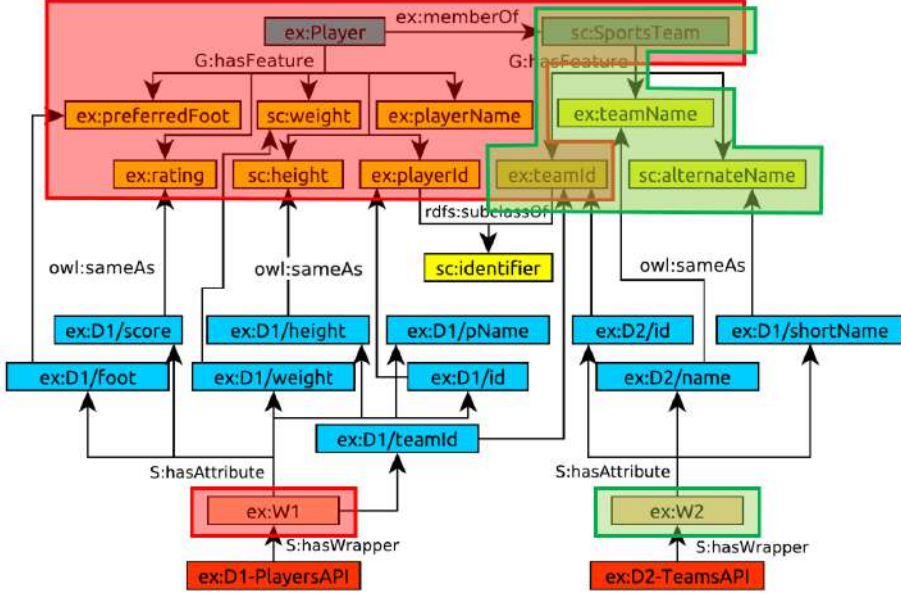 ex:memberOf
ex:Player
sc:SportsTeam
G:hasFeature
G:hasFeature
ex:preferredFoot
sc:weight
ex:playerName
ex:teamName
ex:rating
sc:height
ex:playerId
ex:teamId
sc:alternateName
rdfs:subclassOf
owl:sameAs
owl:sameAs
sc:identifier
owl:sameAs
ex:D1/score
ex:D1/height
ex:D1/pName
ex:D2/id
ex:D1/shortName
ex:D1/foot
ex:D1/weight
ex:D1/id
ex:D2/name
ex:D1/teamId
S:hasAttribute
S:hasAttribute
ex:W1
ex:W2
S:hasWrapper
S:hasWrapper
ex:D1-PlayersAPI
ex:D2-TeamsAPI